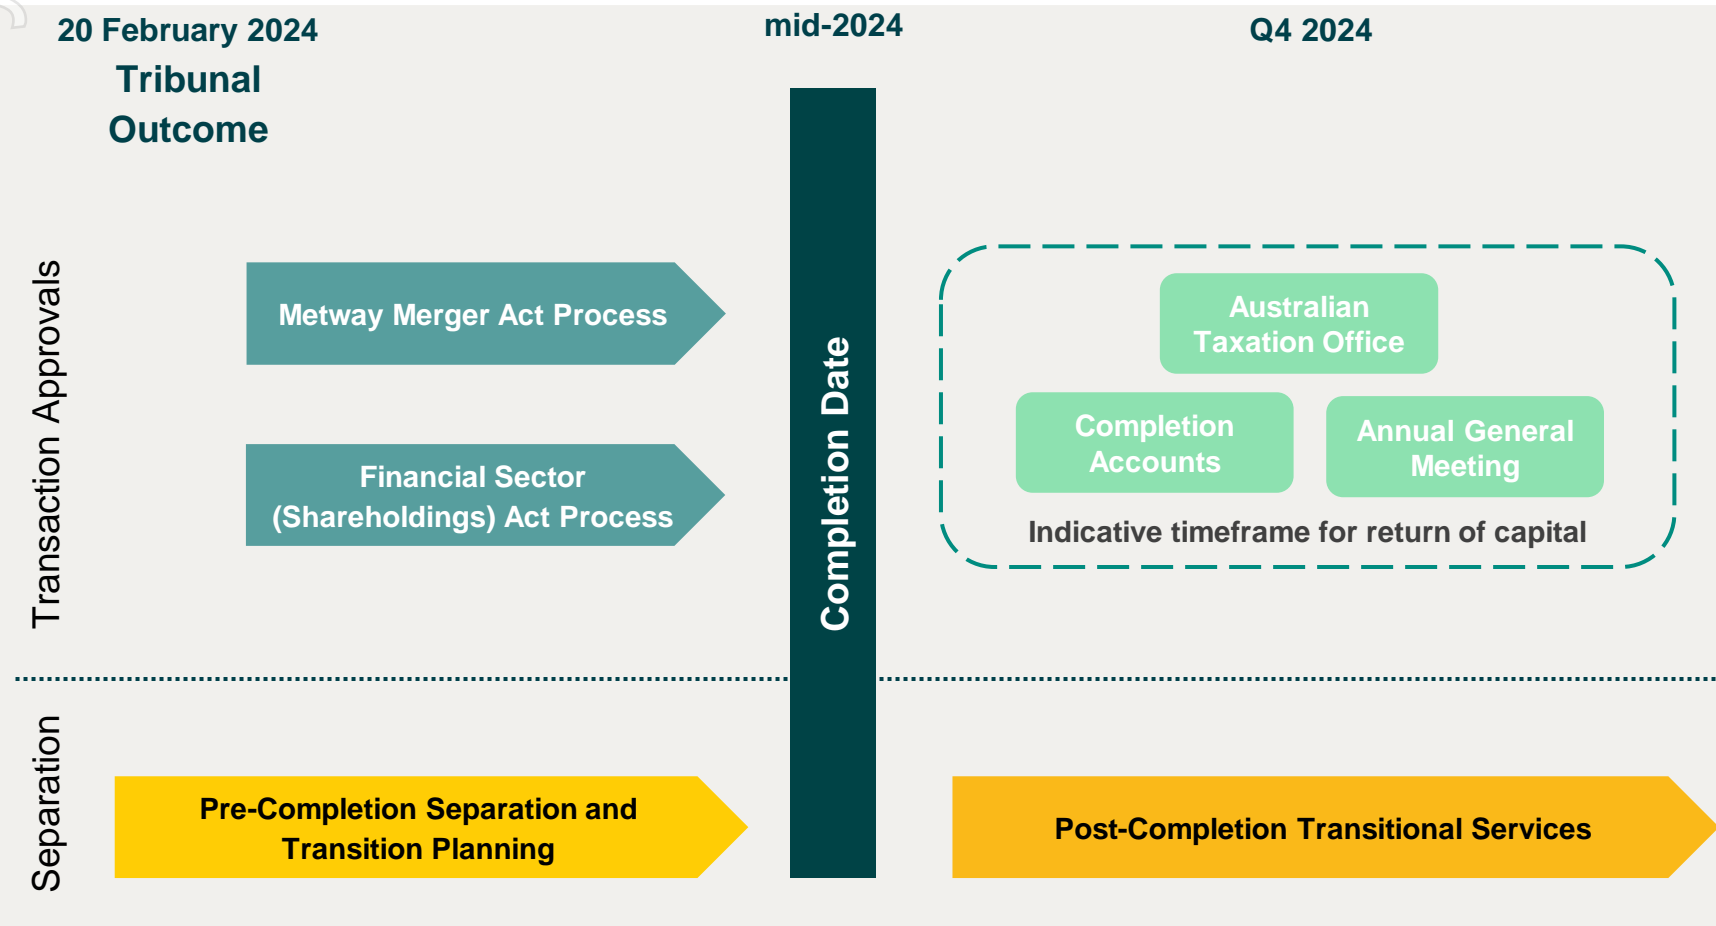 20 February 2024
Tribunal
Outcome
mid-2024
Q4 2024
Transaction Approvals
Metway Merger Act Process
Financial Sector
(Shareholdings) Act Process
Completion Date
Australian
Taxation Office
Completion
Accounts
Annual General
Meeting
Indicative timeframe for return of capital
Separation
Pre-Completion Separation and
Transition Planning
Post-Completion Transitional Services